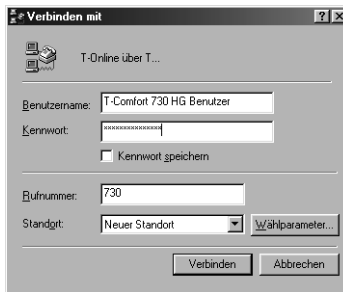 Verbinden mit
T-Online über T...
Benutzername: T-Comfort 730 HG Benutzer
Kennwort: ***************
Kennwort speichern
Rufnummer: 730
Standort: Neuer Standort Wählparameter...
Verbinden Abbrechen